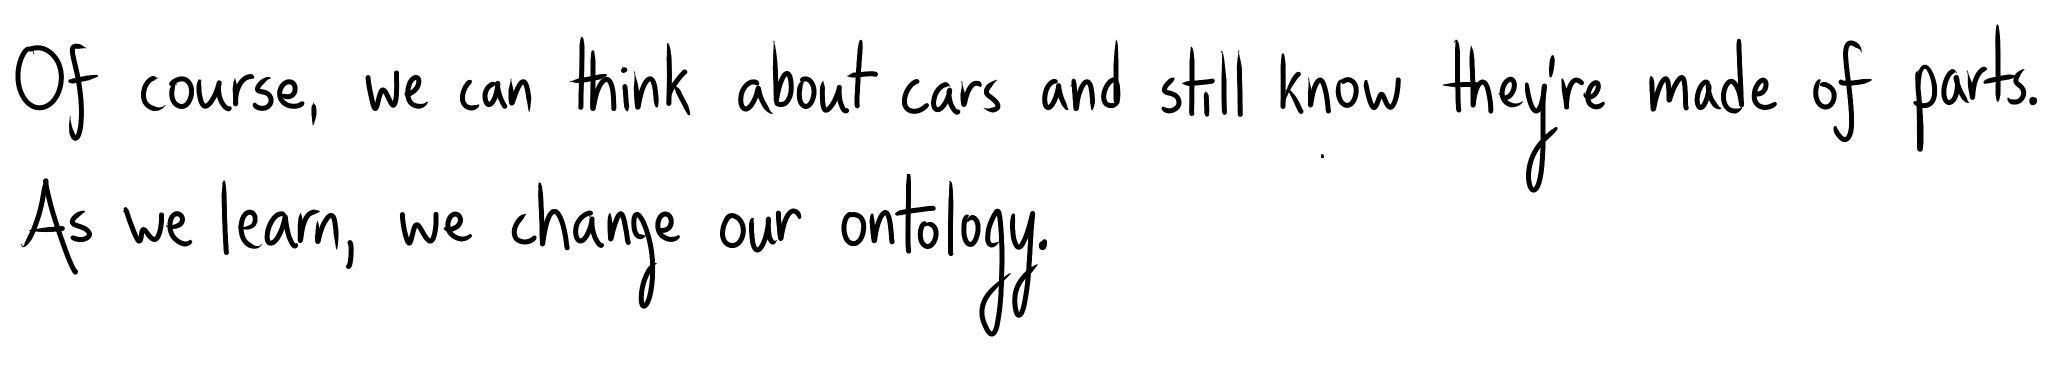 Of course, we can think about cars and still know they're made of parts.
As we learn, we change our ontology.